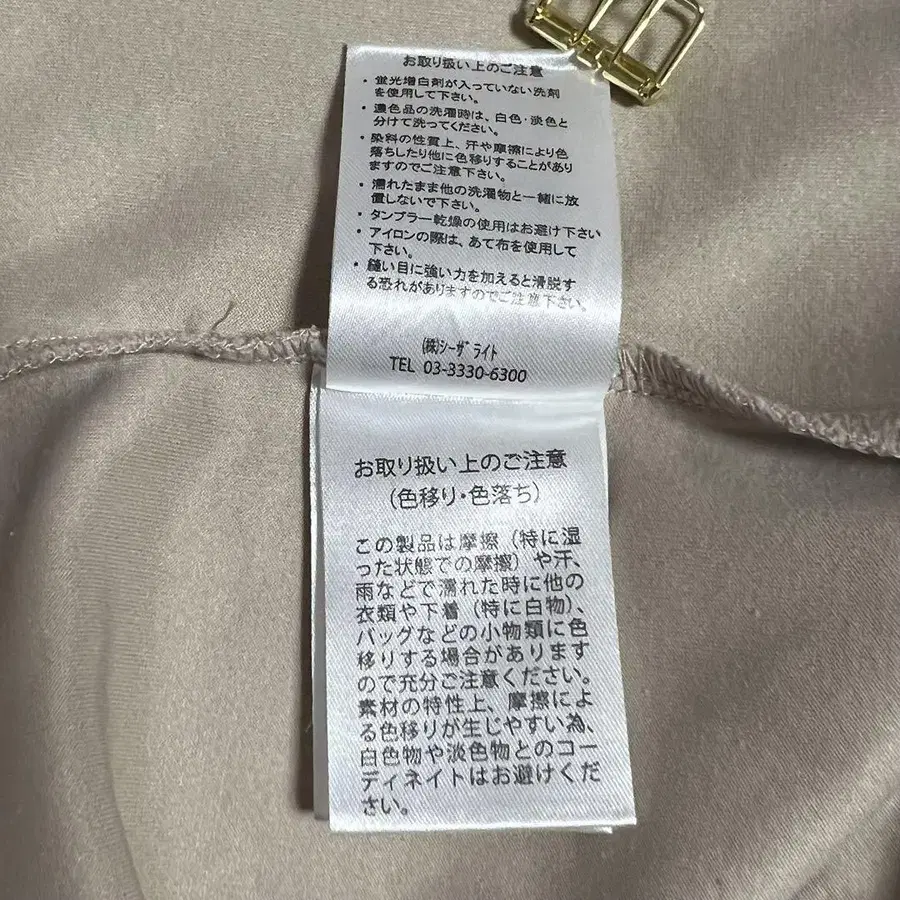 お取り扱い上のご注意
・蛍光増白剤が入っていない洗剤
を使用して下さい。
・濃色品の洗濯時は、白色・淡色と
分けて洗ってください。
・染料の性質上、汗や摩擦により色
落ちしたり他に色移りすることがあり
ますのでご注意下さい。
・濡れたまま他の洗濯物と一緒に放
置しないで下さい。
・タンブラー乾燥の使用はお避け下さい
・アイロンの際は、あて布を使用して
下さい。
・縫い目に強い力を加えると滑脱す
る恐れがありますのでご注意下さい。
㈱シーザライト
TEL 03-3330-6300
お取り扱い上のご注意
(色移り・色落ち)
この製品は摩擦(特に湿
った状態での摩擦)や汗、
雨などで濡れた時に他の
衣類や下着(特に白物)、
バッグなどの小物類に色
移りする場合があります
ので充分ご注意ください。
素材の特性上、摩擦によ
る色移りが生じやすい為、
白色物や淡色物とのコー
ディネイトはお避けくだ
さい。